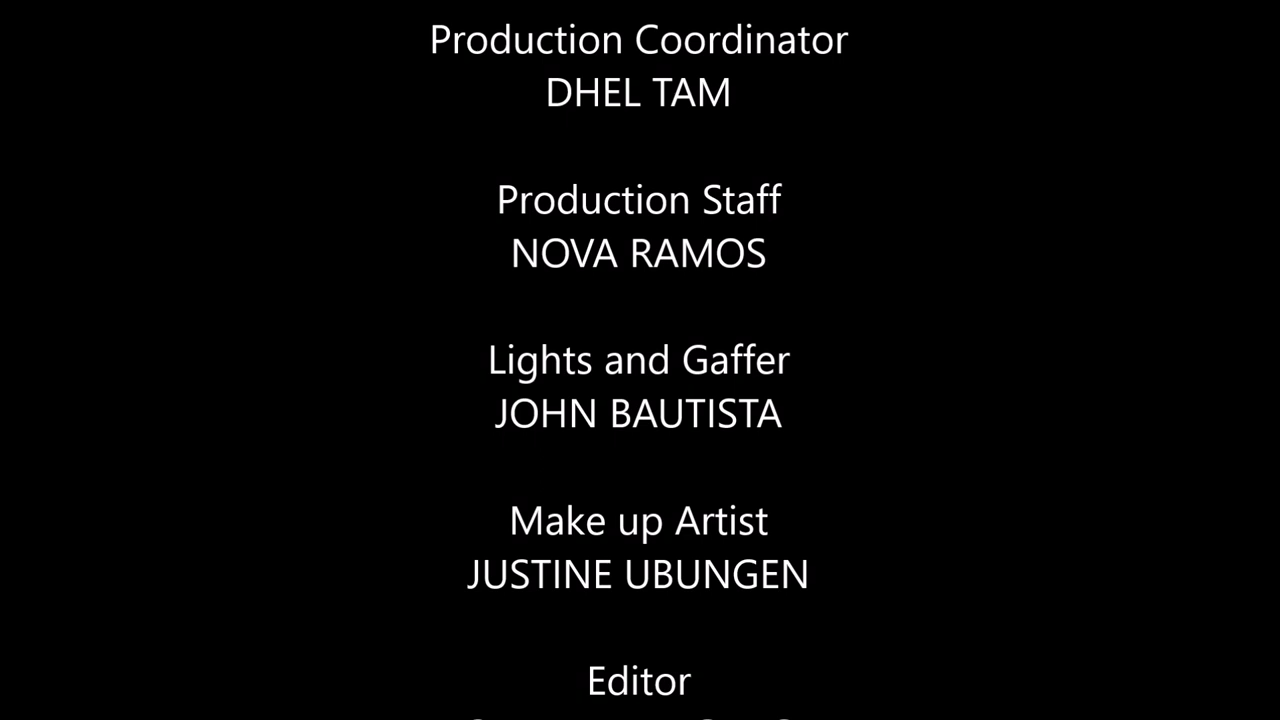 Production Coordinator
DHEL TAM
Production Staff
NOVA RAMOS
Lights and Gaffer
JOHN BAUTISTA
Make up Artist
JUSTINE UBUNGEN
Editor